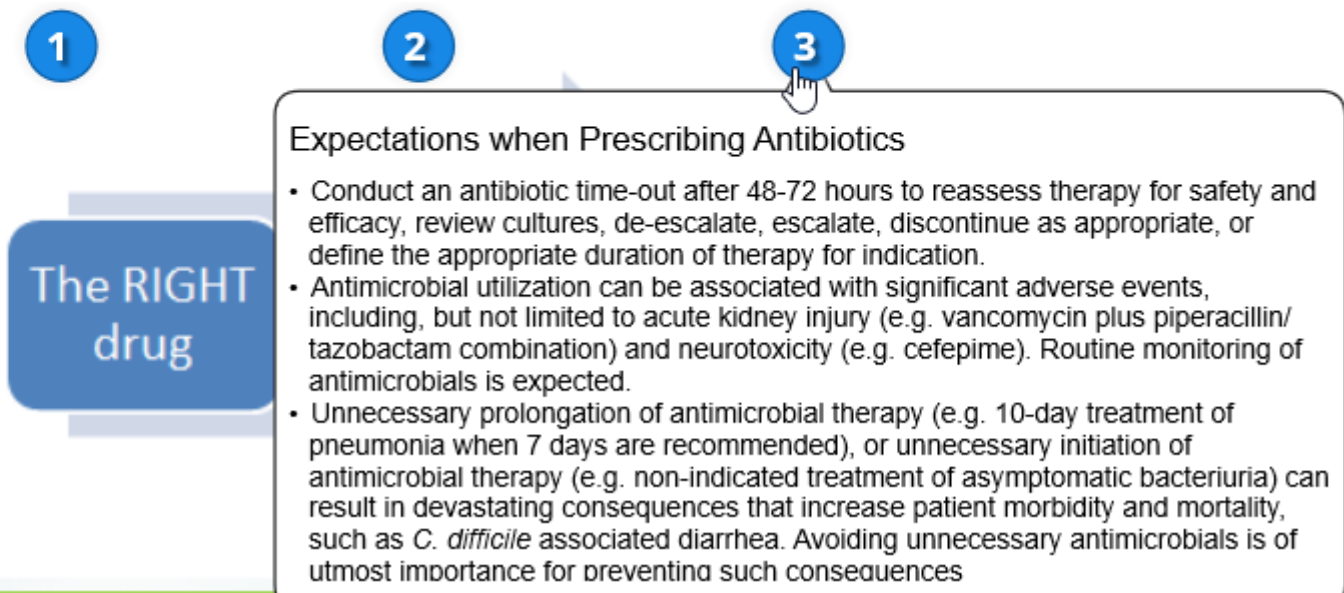 1
2
3
Expectations when Prescribing Antibiotics
• Conduct an antibiotic time-out after 48-72 hours to reassess therapy for safety and
efficacy, review cultures, de-escalate, escalate, discontinue as appropriate, or
define the appropriate duration of therapy for indication.
• Antimicrobial utilization can be associated with significant adverse events,
including, but not limited to acute kidney injury (e.g. vancomycin plus piperacillin/
tazobactam combination) and neurotoxicity (e.g. cefepime). Routine monitoring of
antimicrobials is expected.
• Unnecessary prolongation of antimicrobial therapy (e.g. 10-day treatment of
pneumonia when 7 days are recommended), or unnecessary initiation of
antimicrobial therapy (e.g. non-indicated treatment of asymptomatic bacteriuria) can
result in devastating consequences that increase patient morbidity and mortality,
such as C. difficile associated diarrhea. Avoiding unnecessary antimicrobials is of
utmost importance for preventing such consequences
The RIGHT
drug